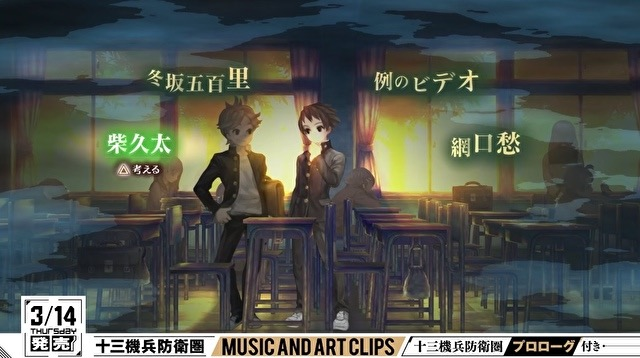 冬坂五百里
例のビデオ
柴久太
△考える
網口愁
3/14
THURSDAY
発売
十三機兵防衛圏
MUSIC AND ART CLIPS
十三機兵防衛圏 プロローグ付き